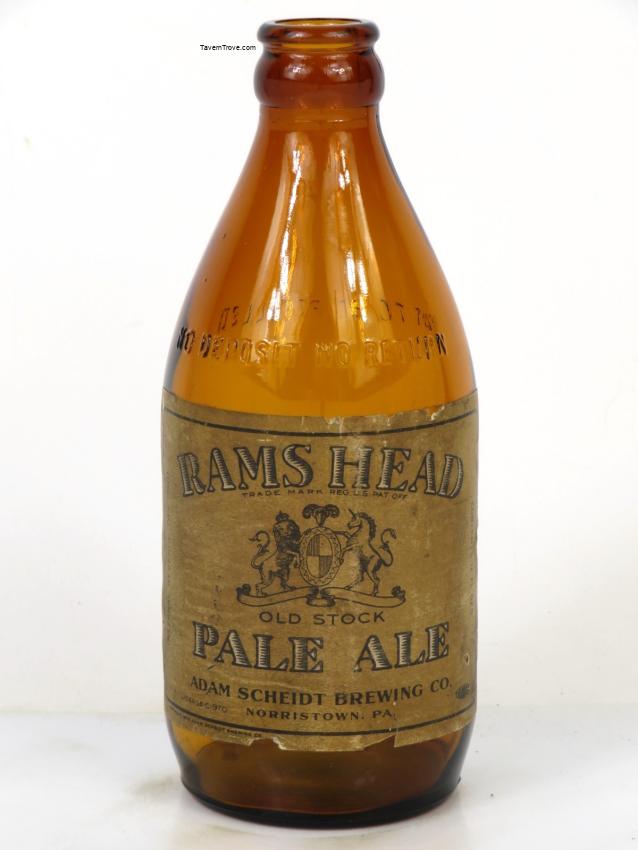 TavernTrove.com
NO DEPOSIT NO RETURN
RAMS HEAD
TRADE MARK REG. U.S. PAT. OFF.
OLD STOCK
PALE ALE
ADAM SCHEIDT BREWING CO.
NORRISTOWN, PA.